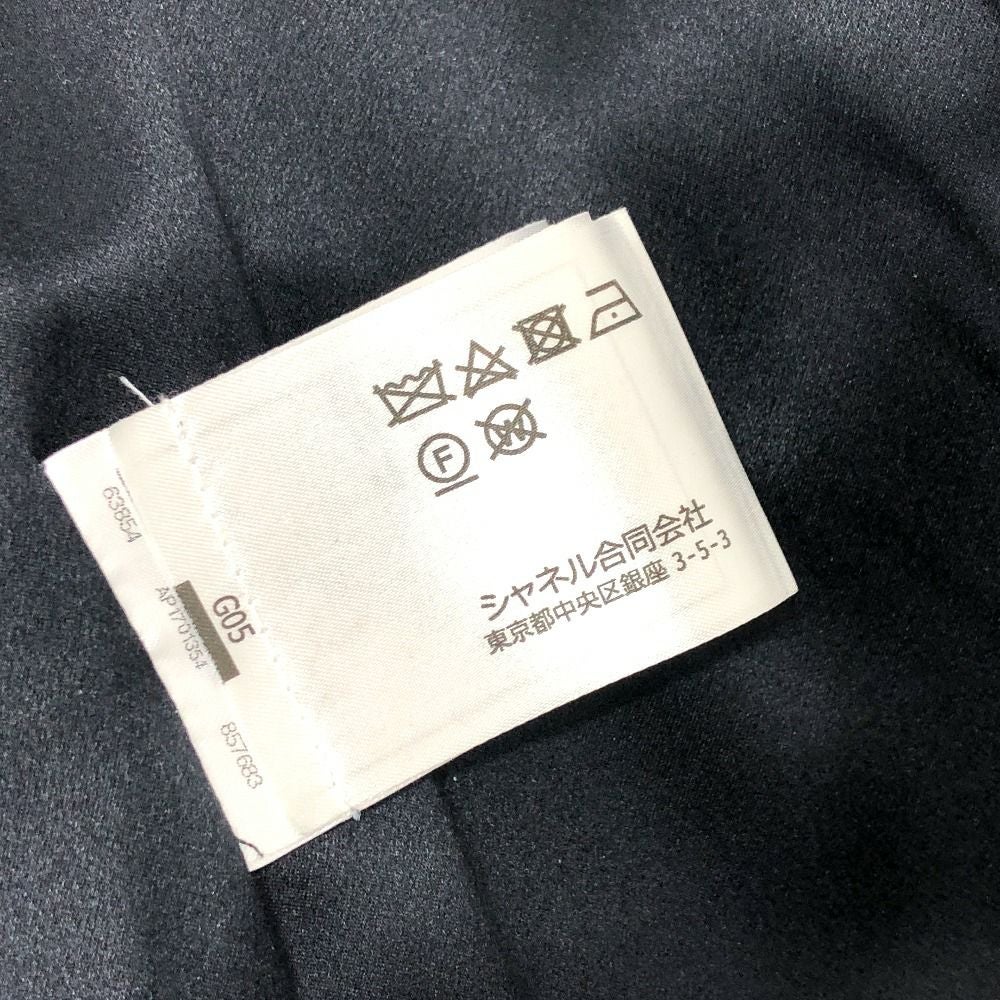 F
W
シャネル合同会社
東京都中央区銀座 3-5-3
63854
G05
AP1701354
857683